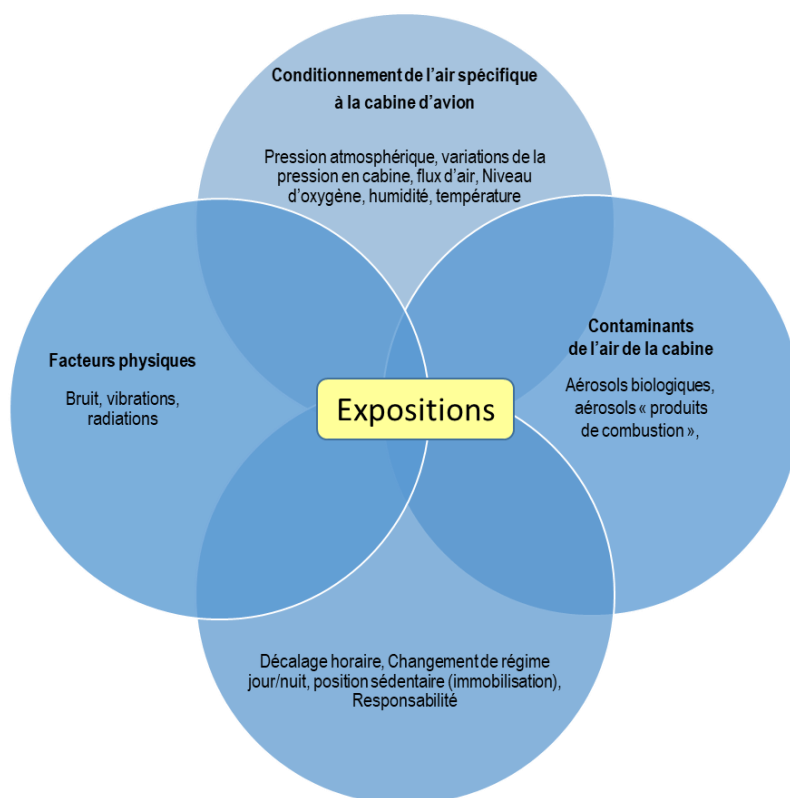 Conditionnement de l'air spécifique
à la cabine d'avion
Pression atmosphérique, variations de la
pression en cabine, flux d'air, Niveau
d'oxygène, humidité, température
Facteurs physiques
Bruit, vibrations,
radiations
Expositions
Contaminants
de l'air de la cabine
Aérosols biologiques,
aérosols « produits
de combustion »,
Décalage horaire, Changement de régime
jour/nuit, position sédentaire (immobilisation),
Responsabilité